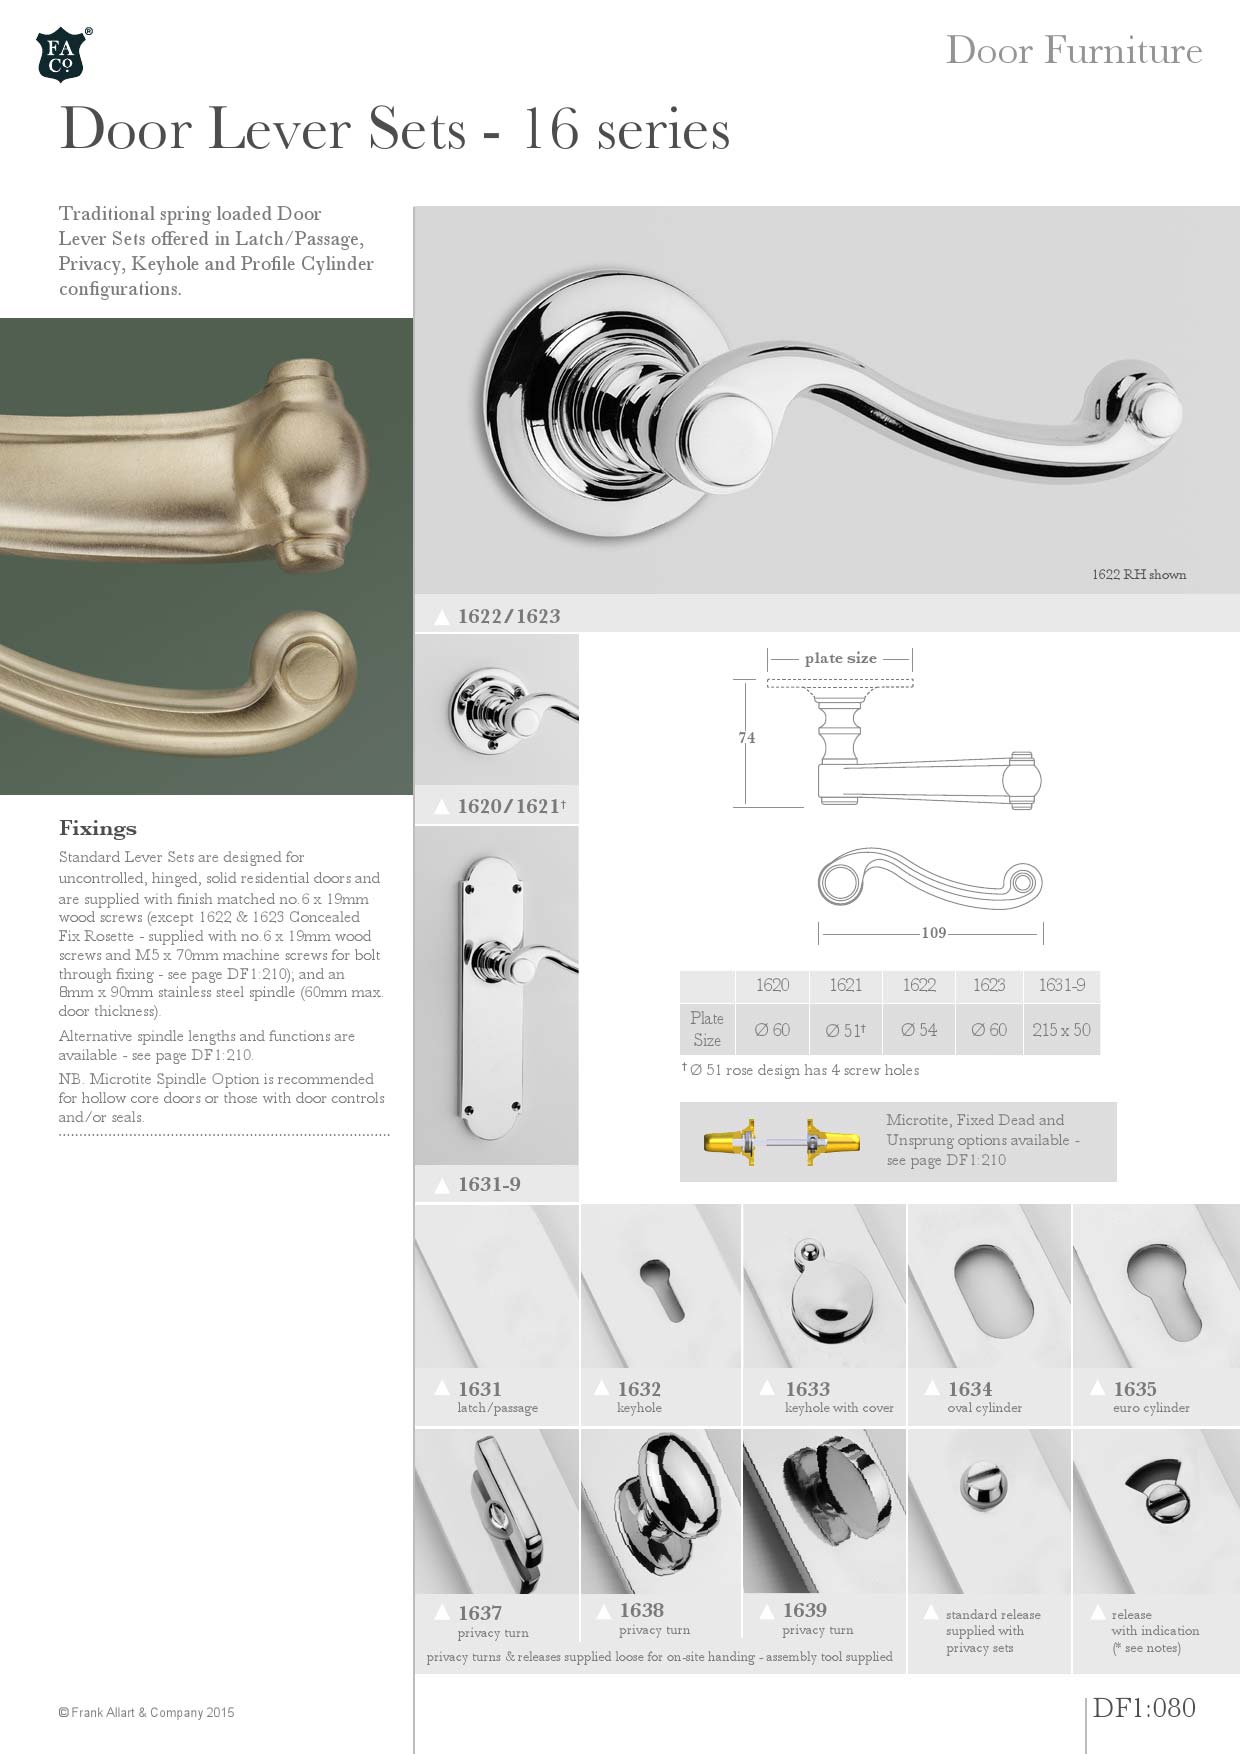 FA
Co.
®
Door Furniture
Door Lever Sets - 16 series
Traditional spring loaded Door
Lever Sets offered in Latch/Passage,
Privacy, Keyhole and Profile Cylinder
configurations.
1622 RH shown
1622/1623
1620/1621†
1631-9
plate size
74
109
Fixings
Standard Lever Sets are designed for
uncontrolled, hinged, solid residential doors and
are supplied with finish matched no.6 x 19mm
wood screws (except 1622 & 1623 Concealed
Fix Rosette - supplied with no.6 x 19mm wood
screws and M5 x 70mm machine screws for bolt
through fixing - see page DF1:210); and an
8mm x 90mm stainless steel spindle (60mm max.
door thickness).
Alternative spindle lengths and functions are
available - see page DF1:210.
NB. Microtite Spindle Option is recommended
for hollow core doors or those with door controls
and/or seals.
1620 1621 1622 1623 1631-9
Plate
Size
Ø 60 Ø 51† Ø 54 Ø 60 215 x 50
† Ø 51 rose design has 4 screw holes
Microtite, Fixed Dead and
Unsprung options available -
see page DF1:210
1631
latch/passage
1632
keyhole
1633
keyhole with cover
1634
oval cylinder
1635
euro cylinder
1637
privacy turn
1638
privacy turn
1639
privacy turn
standard release
supplied with
privacy sets
release
with indication
(* see notes)
privacy turns & releases supplied loose for on-site handing - assembly tool supplied
© Frank Allart & Company 2015
DF1:080